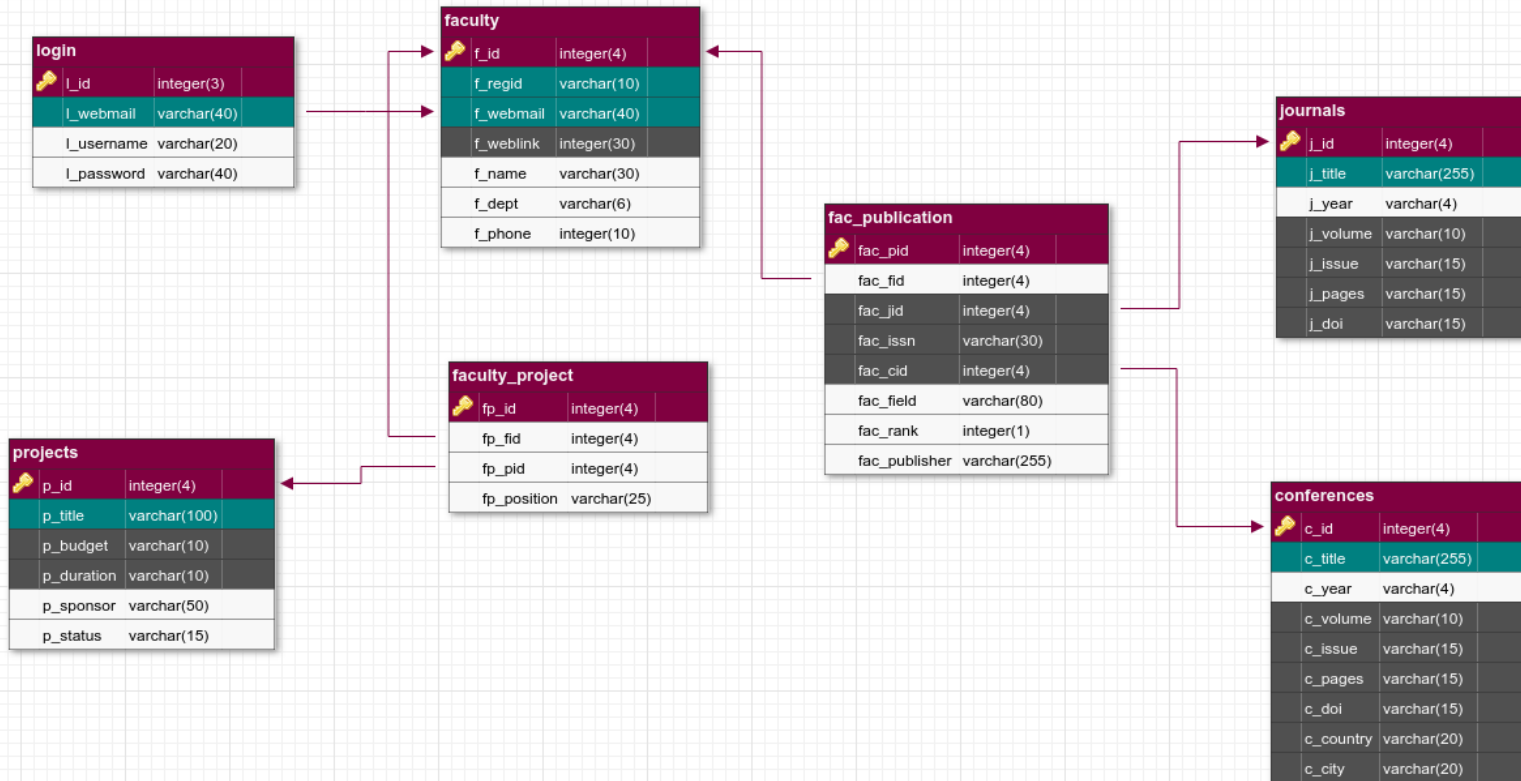 login
l_id integer(3)
l_webmail varchar(40)
l_username varchar(20)
l_password varchar(40)
faculty
f_id integer(4)
f_regid varchar(10)
f_webmail varchar(40)
f_weblink integer(30)
f_name varchar(30)
f_dept varchar(6)
f_phone integer(10)
journals
j_id integer(4)
j_title varchar(255)
j_year varchar(4)
j_volume varchar(10)
j_issue varchar(15)
j_pages varchar(15)
j_doi varchar(15)
fac_publication
fac_pid integer(4)
fac_fid integer(4)
fac_jid integer(4)
fac_issn varchar(30)
fac_cid integer(4)
fac_field varchar(80)
fac_rank integer(1)
fac_publisher varchar(255)
faculty_project
fp_id integer(4)
fp_fid integer(4)
fp_pid integer(4)
fp_position varchar(25)
projects
p_id integer(4)
p_title varchar(100)
p_budget varchar(10)
p_duration varchar(10)
p_sponsor varchar(50)
p_status varchar(15)
conferences
c_id integer(4)
c_title varchar(255)
c_year varchar(4)
c_volume varchar(10)
c_issue varchar(15)
c_pages varchar(15)
c_doi varchar(15)
c_country varchar(20)
c_city varchar(20)